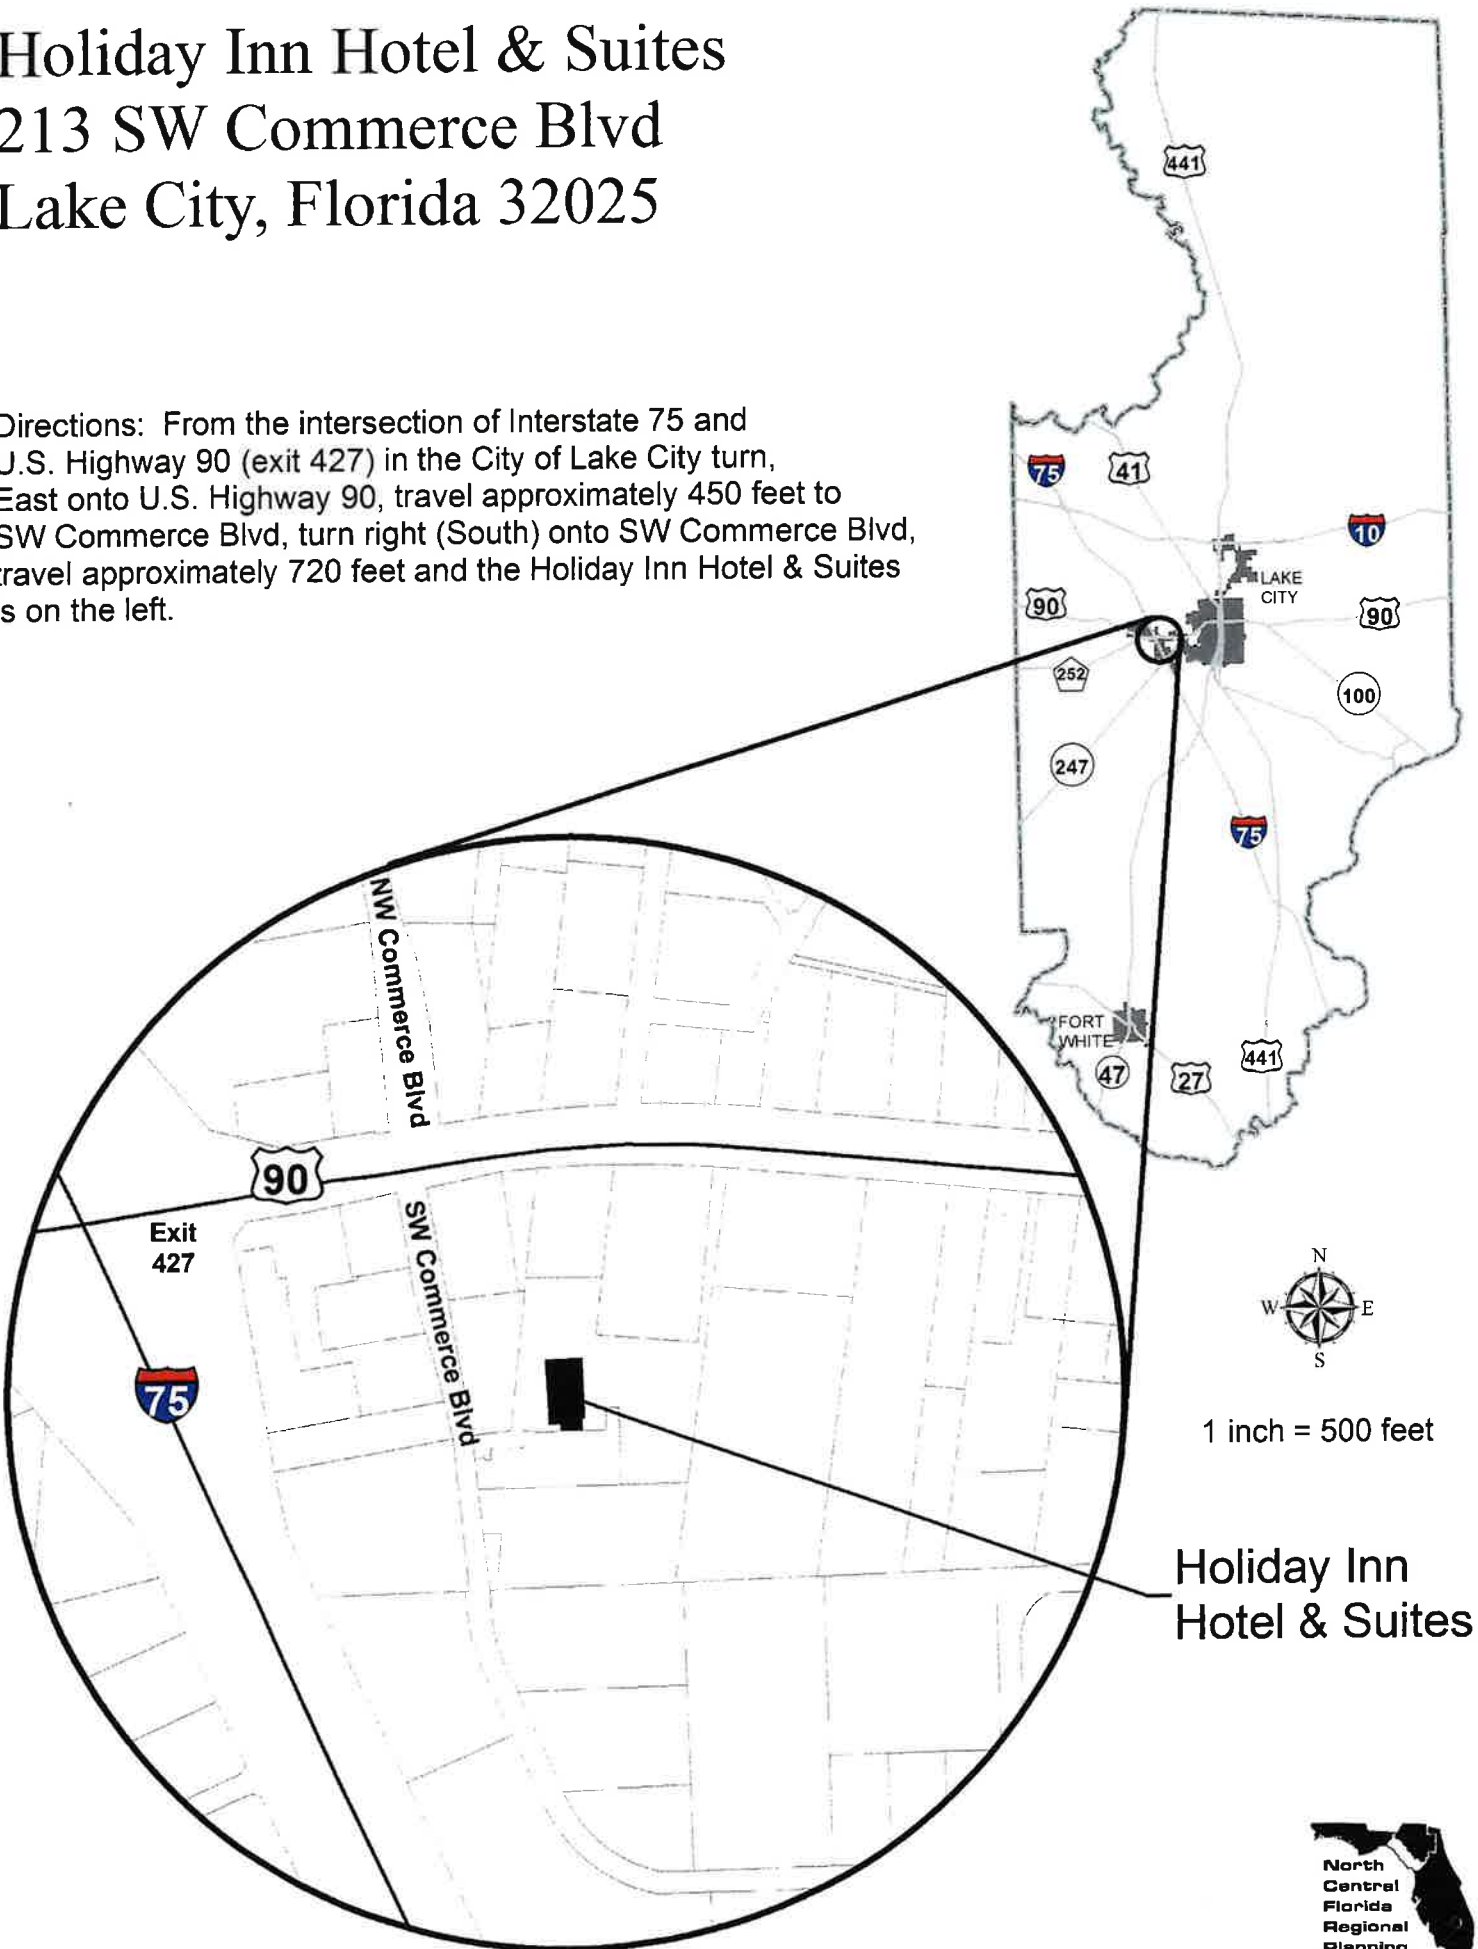 Holiday Inn Hotel & Suites
213 SW Commerce Blvd
Lake City, Florida 32025
Directions: From the intersection of Interstate 75 and
U.S. Highway 90 (exit 427) in the City of Lake City turn,
East onto U.S. Highway 90, travel approximately 450 feet to
SW Commerce Blvd, turn right (South) onto SW Commerce Blvd,
travel approximately 720 feet and the Holiday Inn Hotel & Suites
is on the left.
441
75
41
10
LAKE
CITY
90
90
252
100
247
75
FORT
WHITE
47
27
441
NW Commerce Blvd
90
Exit
427
SW Commerce Blvd
75
N
W
E
S
1 inch = 500 feet
Holiday Inn
Hotel & Suites
North
Central
Florida
Regional
Planning